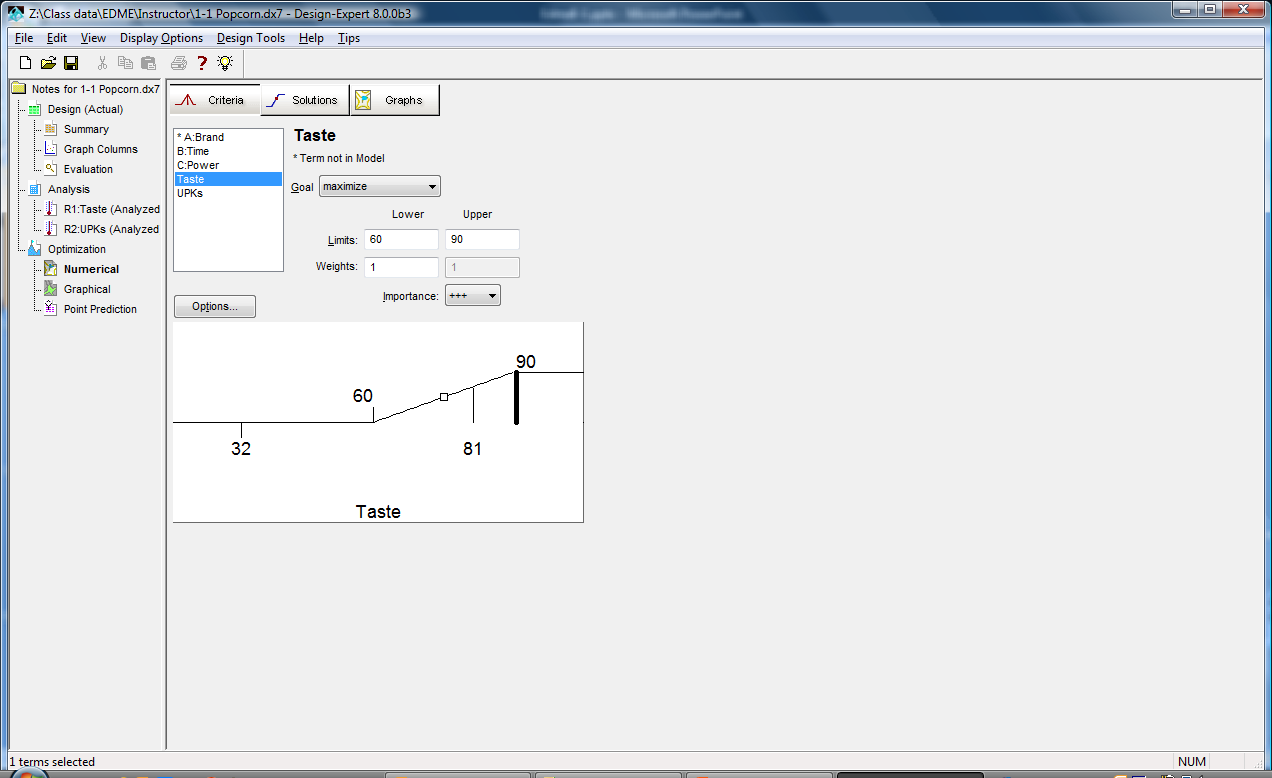 Z:\Class data\EDME\Instructor\1-1 Popcorn.dx7 - Design-Expert 8.0.0b3
File Edit View Display Options Design Tools Help Tips
Notes for 1-1 Popcorn.dx7
Design (Actual)
Summary
Graph Columns
Evaluation
Analysis
R1:Taste (Analyzed
R2:UPKs (Analyzed
Optimization
Numerical
Graphical
Point Prediction
Criteria Solutions Graphs
* A:Brand
B:Time
C:Power
Taste
UPKs
Taste
* Term not in Model
Goal maximize
Lower Upper
Limits: 60 90
Weights: 1 1
Importance: +++
Options...
90
60
32 81
Taste
1 terms selected NUM